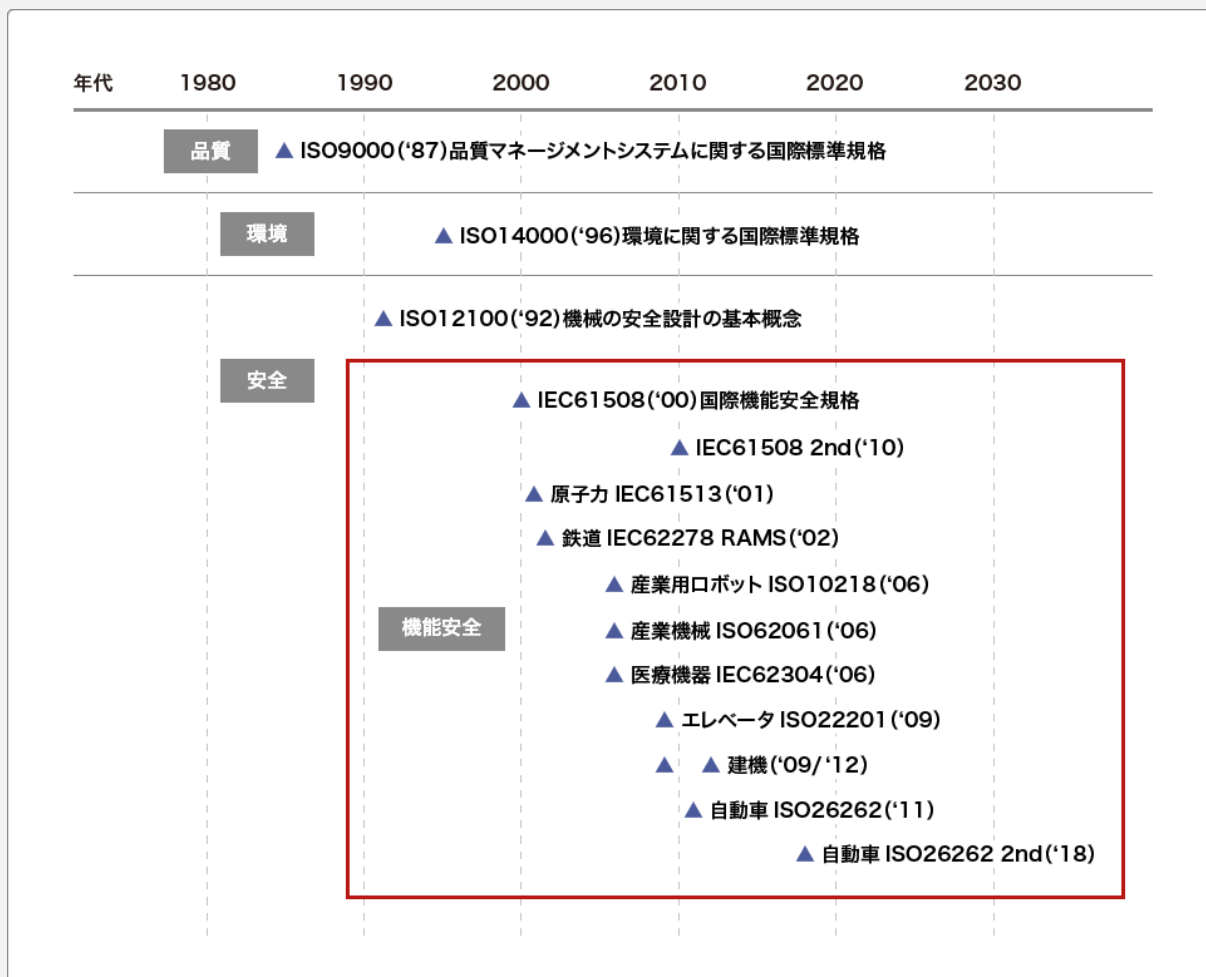 年代 1980 1990 2000 2010 2020 2030
品質 ▲ ISO9000(‘87)品質マネージメントシステムに関する国際標準規格
環境 ▲ ISO14000(‘96)環境に関する国際標準規格
▲ ISO12100(‘92)機械の安全設計の基本概念
安全
▲ IEC61508(‘00)国際機能安全規格
▲ IEC61508 2nd(‘10)
▲ 原子力 IEC61513(‘01)
▲ 鉄道 IEC62278 RAMS(‘02)
▲ 産業用ロボット ISO10218(‘06)
機能安全 ▲ 産業機械 ISO62061(‘06)
▲ 医療機器 IEC62304(‘06)
▲ エレベータ ISO22201(‘09)
▲ ▲ 建機(‘09/‘12)
▲ 自動車 ISO26262(‘11)
▲ 自動車 ISO26262 2nd(‘18)